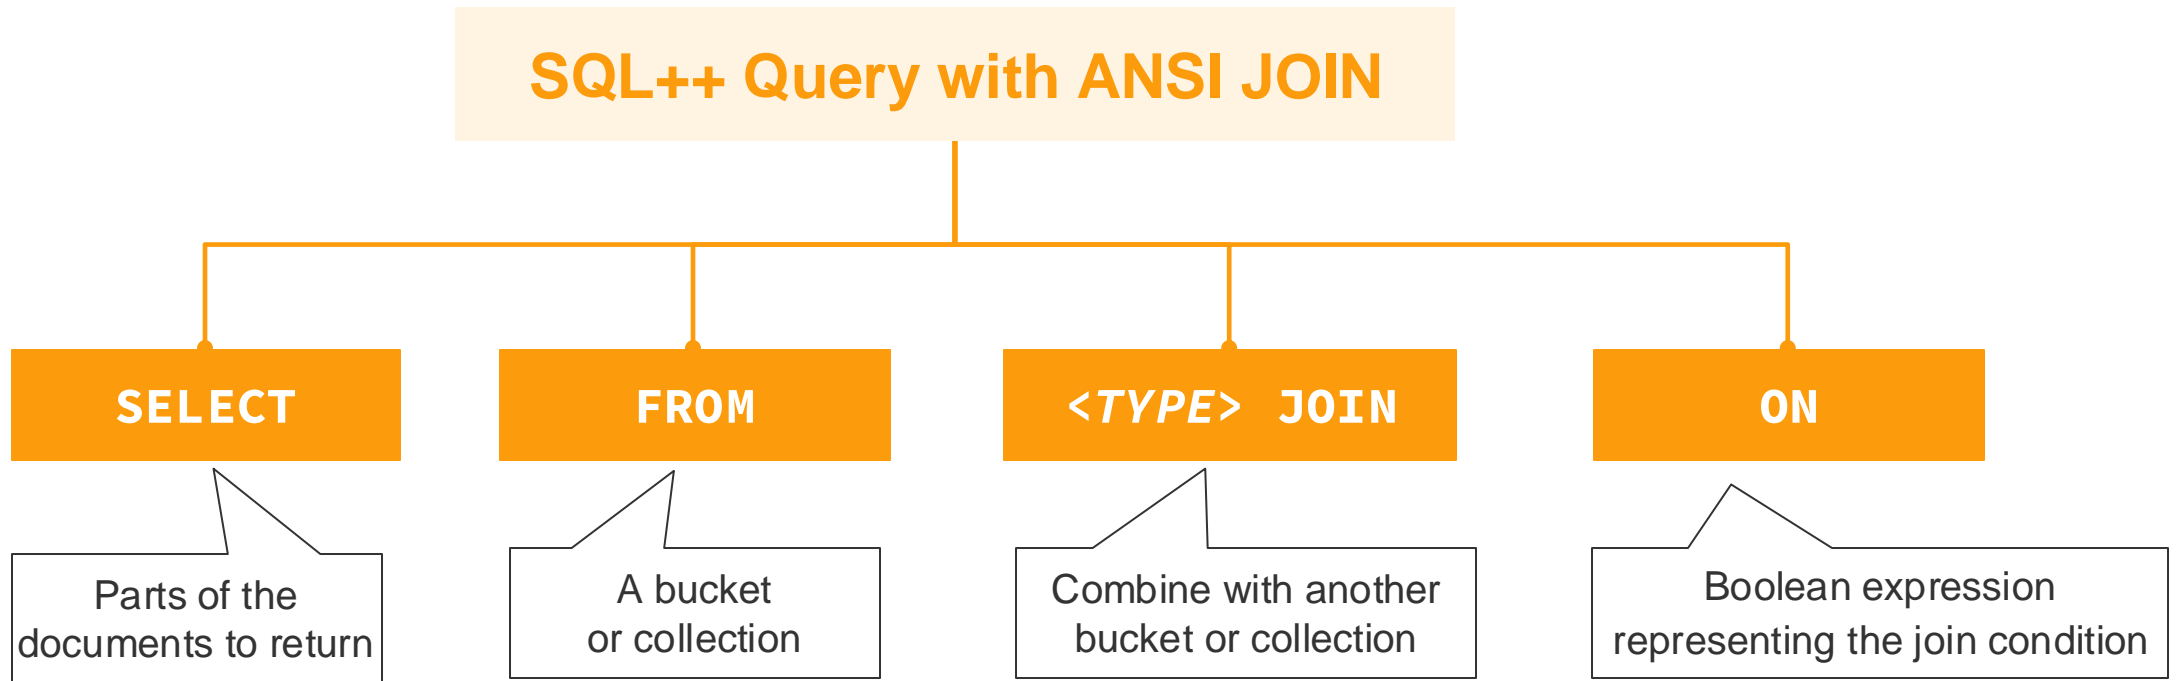 SQL++ Query with ANSI JOIN
SELECT
FROM
<TYPE> JOIN
ON
Parts of the
documents to return
A bucket
or collection
Combine with another
bucket or collection
Boolean expression
representing the join condition